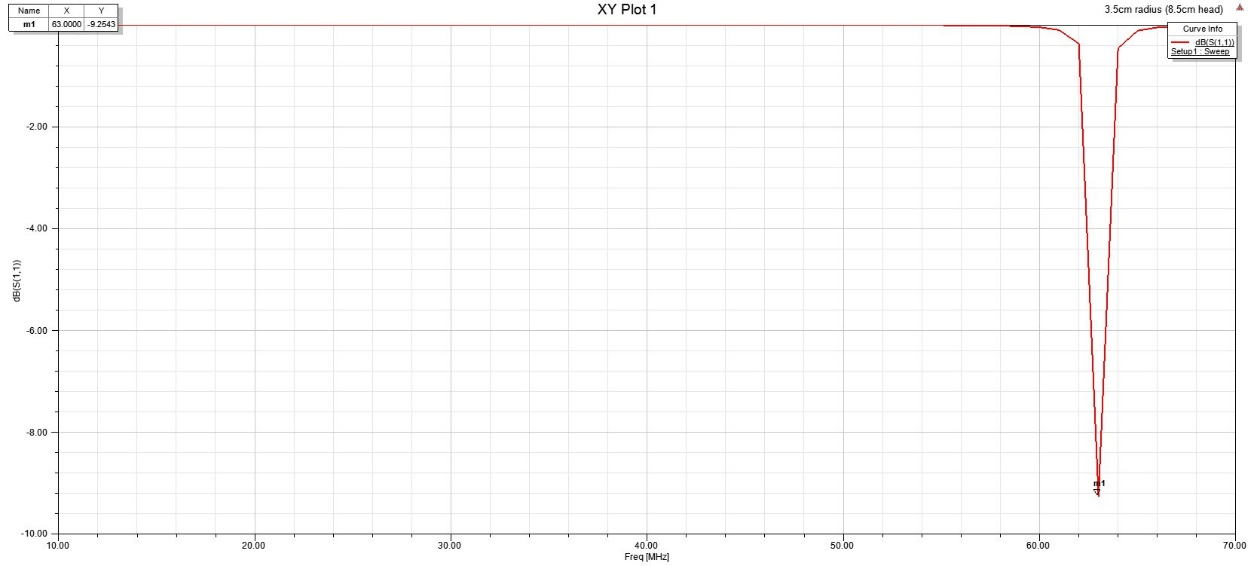 XY Plot 1
3.5cm radius (8.5cm head)
Name X Y
m1 63.0000 -9.2543
Curve Info
dB(S(1,1))
Setup1 : Sweep
-2.00
-4.00
-6.00
-8.00
-10.00
dB(S(1,1))
m1
10.00 20.00 30.00 40.00 50.00 60.00 70.00
Freq [MHz]